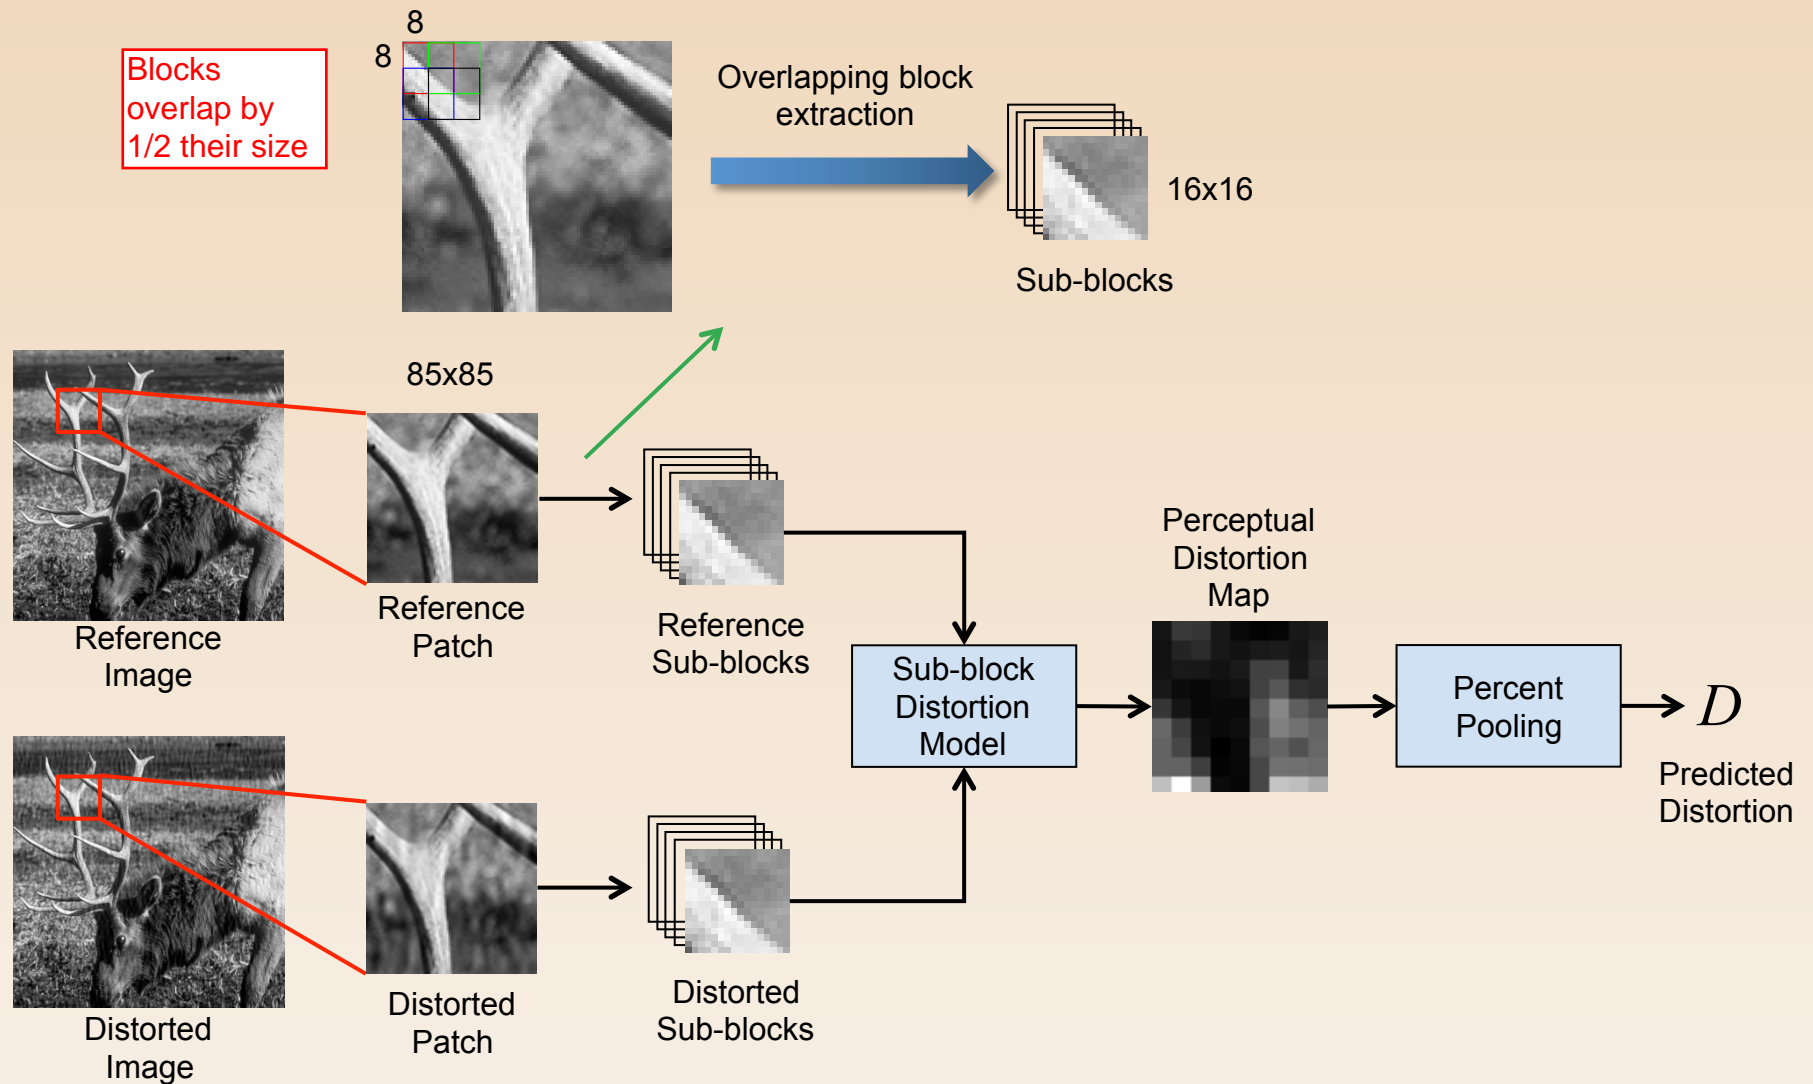 8
8
Blocks
overlap by
1/2 their size
Overlapping block
extraction
16x16
Sub-blocks
85x85
Reference
Image
Reference
Patch
Reference
Sub-blocks
Perceptual
Distortion
Map
Sub-block
Distortion
Model
Percent
Pooling
D
Predicted
Distortion
Distorted
Image
Distorted
Patch
Distorted
Sub-blocks